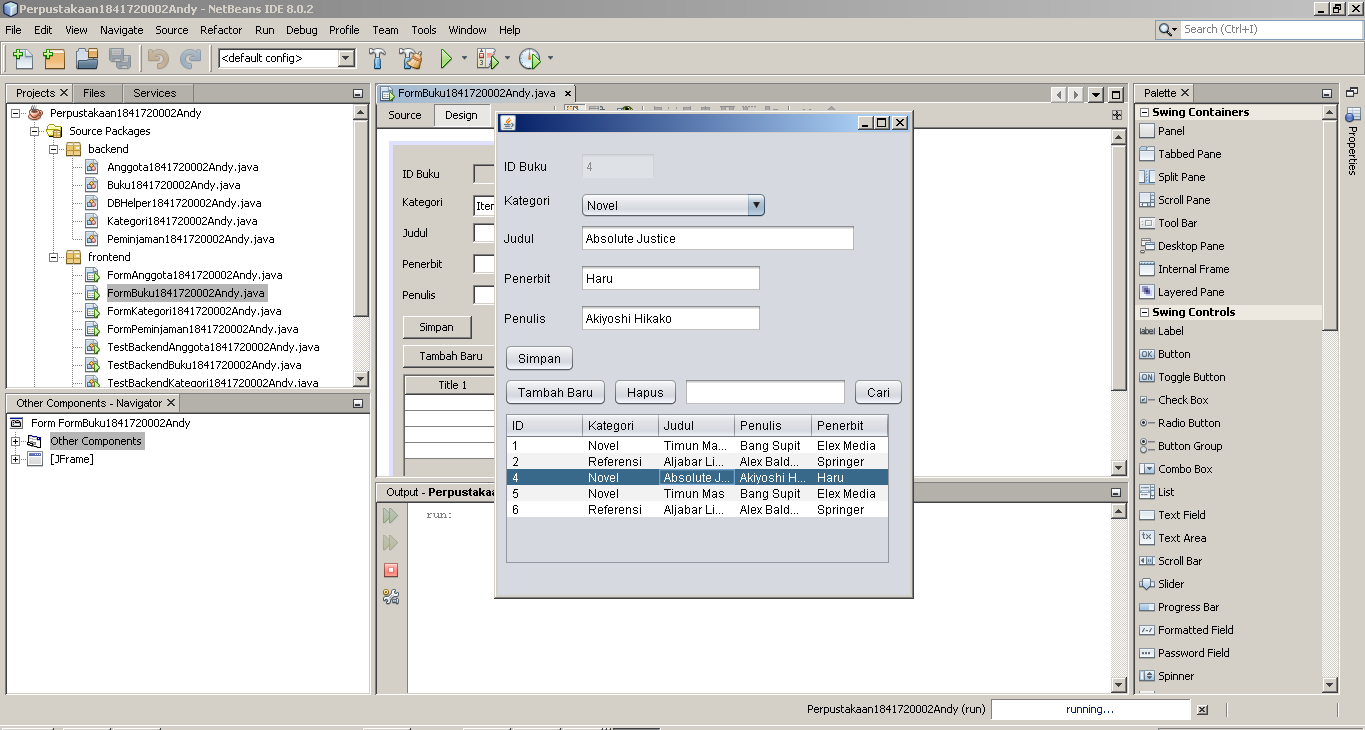 Perpustakaan1841720002Andy - NetBeans IDE 8.0.2
File Edit View Navigate Source Refactor Run Debug Profile Team Tools Window Help
Search (Ctrl+I)
<default config>
Projects Files Services
Perpustakaan1841720002Andy
Source Packages
backend
Anggota1841720002Andy.java
Buku1841720002Andy.java
DBHelper1841720002Andy.java
Kategori1841720002Andy.java
Peminjaman1841720002Andy.java
frontend
FormAnggota1841720002Andy.java
FormBuku1841720002Andy.java
FormKategori1841720002Andy.java
FormPeminjaman1841720002Andy.java
TestBackendAnggota1841720002Andy.java
TestBackendBuku1841720002Andy.java
TestBackendKategori1841720002Andy.java
Other Components - Navigator
Form FormBuku1841720002Andy
Other Components
[JFrame]
FormBuku1841720002Andy.java
Source Design
ID Buku
Kategori
Judul
Penerbit
Penulis
Simpan
Tambah Baru
Title 1
ID Buku 4
Kategori Novel
Judul Absolute Justice
Penerbit Haru
Penulis Akiyoshi Hikako
Simpan
Tambah Baru Hapus Cari
ID Kategori Judul Penulis Penerbit
1 Novel Timun Ma... Bang Supit Elex Media
2 Referensi Aljabar Li... Alex Bald... Springer
4 Novel Absolute J... Akiyoshi H... Haru
5 Novel Timun Mas Bang Supit Elex Media
6 Referensi Aljabar Li... Alex Bald... Springer
Output - Perpustakaa
run:
Palette
Swing Containers
Panel
Tabbed Pane
Split Pane
Scroll Pane
Tool Bar
Desktop Pane
Internal Frame
Layered Pane
Swing Controls
label Label
OK Button
ON Toggle Button
Check Box
Radio Button
Button Group
Combo Box
List
Text Field
Text Area
Scroll Bar
Slider
Progress Bar
Formatted Field
Password Field
Spinner
Properties
Perpustakaan1841720002Andy (run) running...